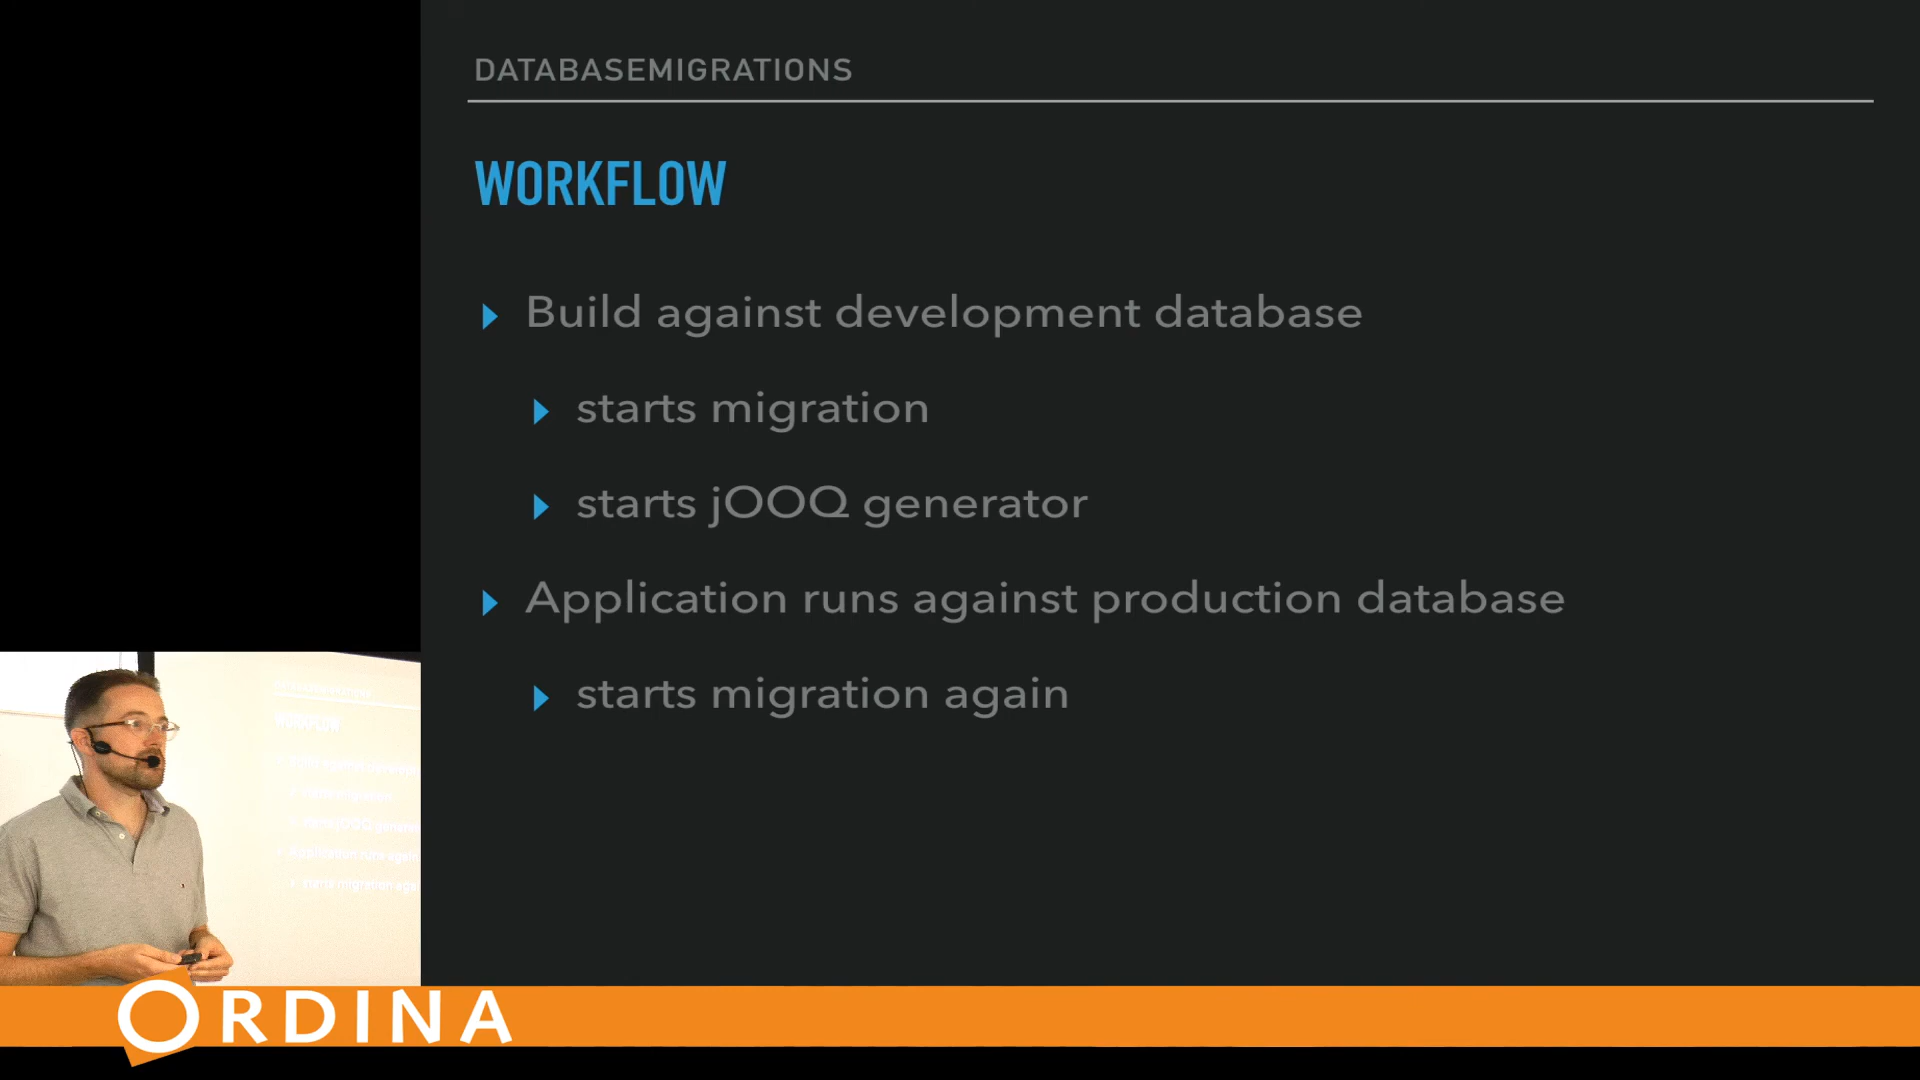 DATABASEMIGRATIONS
WORKFLOW
Build against development database
starts migration
starts jOOQ generator
Application runs against production database
starts migration again
WORKFLOW
ORDINA